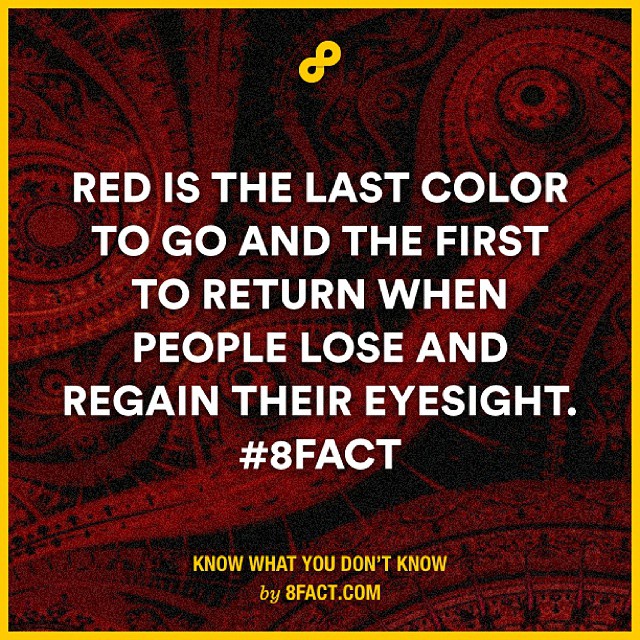 RED IS THE LAST COLOR
TO GO AND THE FIRST
TO RETURN WHEN
PEOPLE LOSE AND
REGAIN THEIR EYESIGHT.
#8FACT
KNOW WHAT YOU DON'T KNOW
by 8FACT.COM